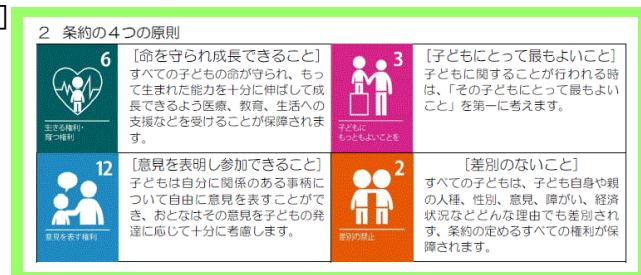 2 条約の4つの原則
6
生きる権利・
育つ権利
[命を守られ成長できること]
すべての子どもの命が守られ、もっ
て生まれた能力を十分に伸ばして成
長できるよう医療、教育、生活への
支援などを受けることが保障されま
す。
3
子どもに
もっともよいことを
[子どもにとって最もよいこと]
子どもに関することが行われる時
は、「その子どもにとって最もよい
こと」を第一に考えます。
12
意見を表す権利
[意見を表明し参加できること]
子どもは自分に関係のある事柄に
ついて自由に意見を表すことがで
き、おとなはその意見を子どもの発
達に応じて十分に考慮します。
2
差別の禁止
[差別のないこと]
すべての子どもは、子ども自身や親
の人種、性別、意見、障がい、経済
状況などどんな理由でも差別され
ず、条約の定めるすべての権利が保
障されます。